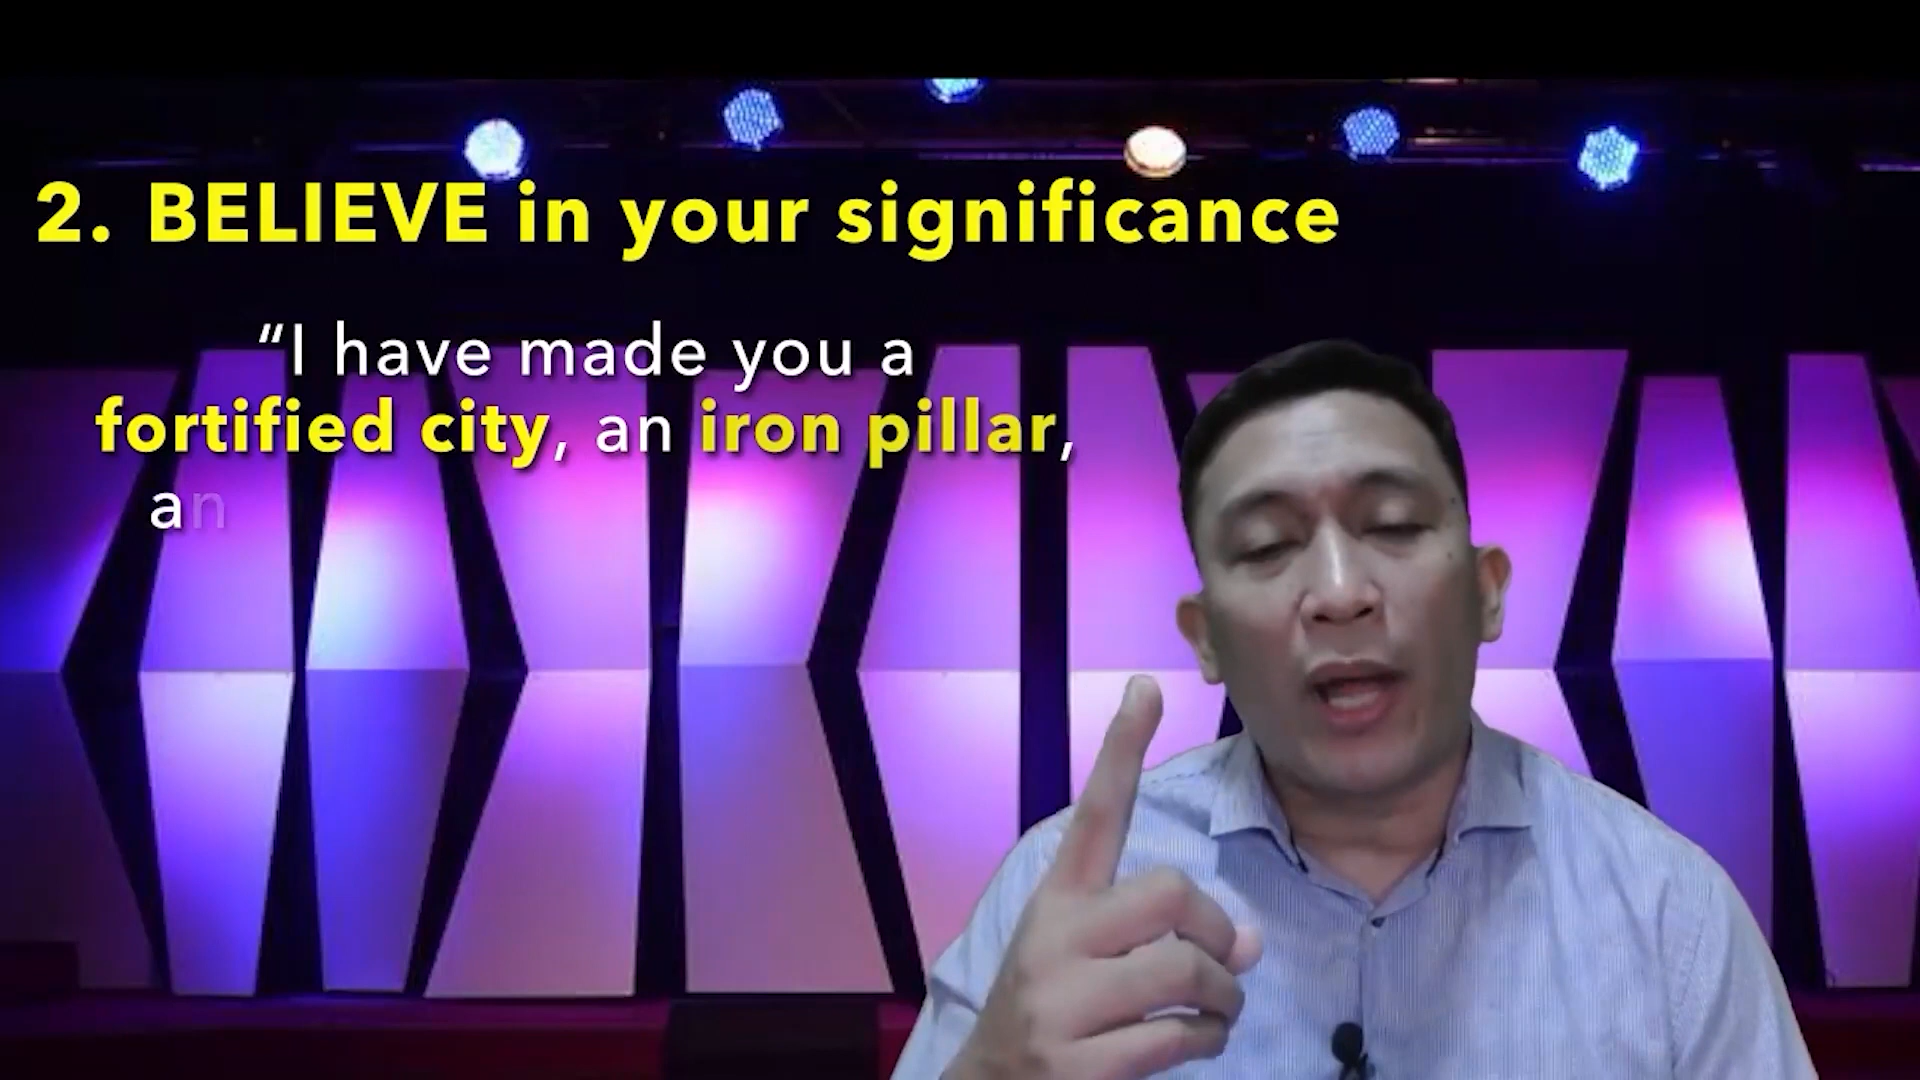 2. BELIEVE in your significance
“I have made you a
fortified city, an iron pillar,
an